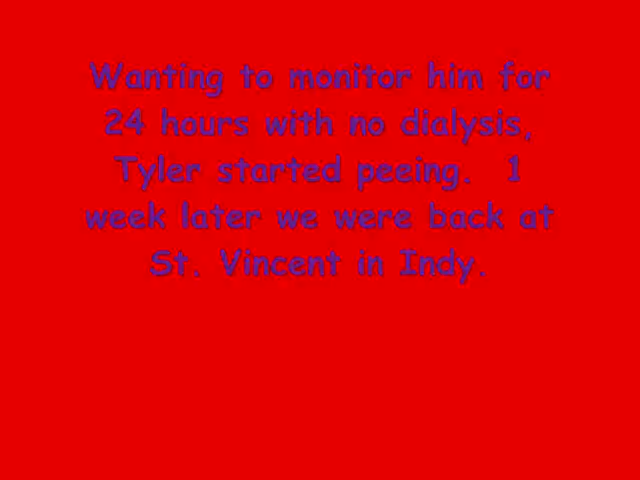 Wanting to monitor him for
24 hours with no dialysis,
Tyler started peeing.  1
week later we were back at
St. Vincent in Indy.